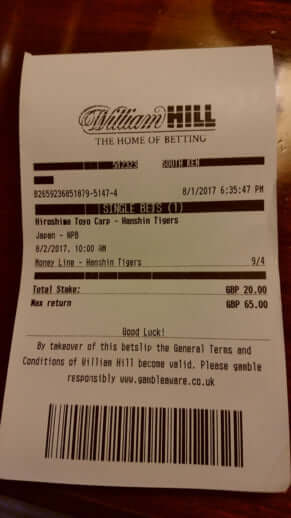 William HILL
THE HOME OF BETTING
512323 SOUTH KEN
B2659236851879-5147-4 8/1/2017 6:35:47 PM
SINGLE BETS (1)
Hiroshima Toyo Carp - Hanshin Tigers
Japan - NPB
8/2/2017, 10:00 AM
Money Line - Hanshin Tigers 9/4
Total Stake: GBP 20.00
Max return GBP 65.00
Good Luck!
By takeover of this betslip the General Terms and
Conditions of William Hill become valid. Please gamble
responsibly www.gambleaware.co.uk